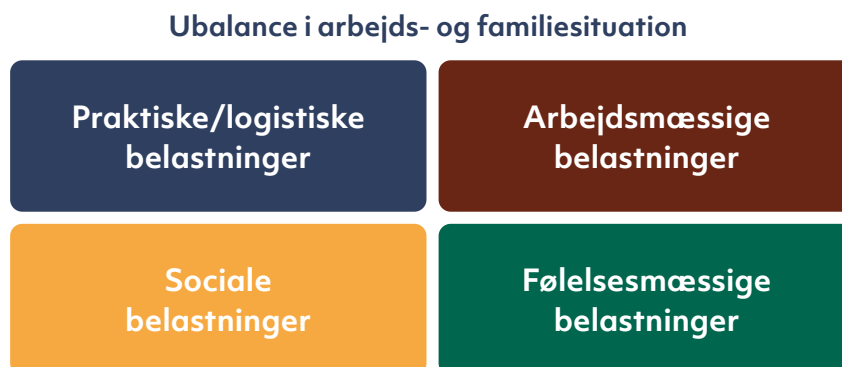 Ubalance i arbejds- og familiesituation
Praktiske/logistiske
belastninger
Arbejdsmæssige
belastninger
Sociale
belastninger
Følelsesmæssige
belastninger